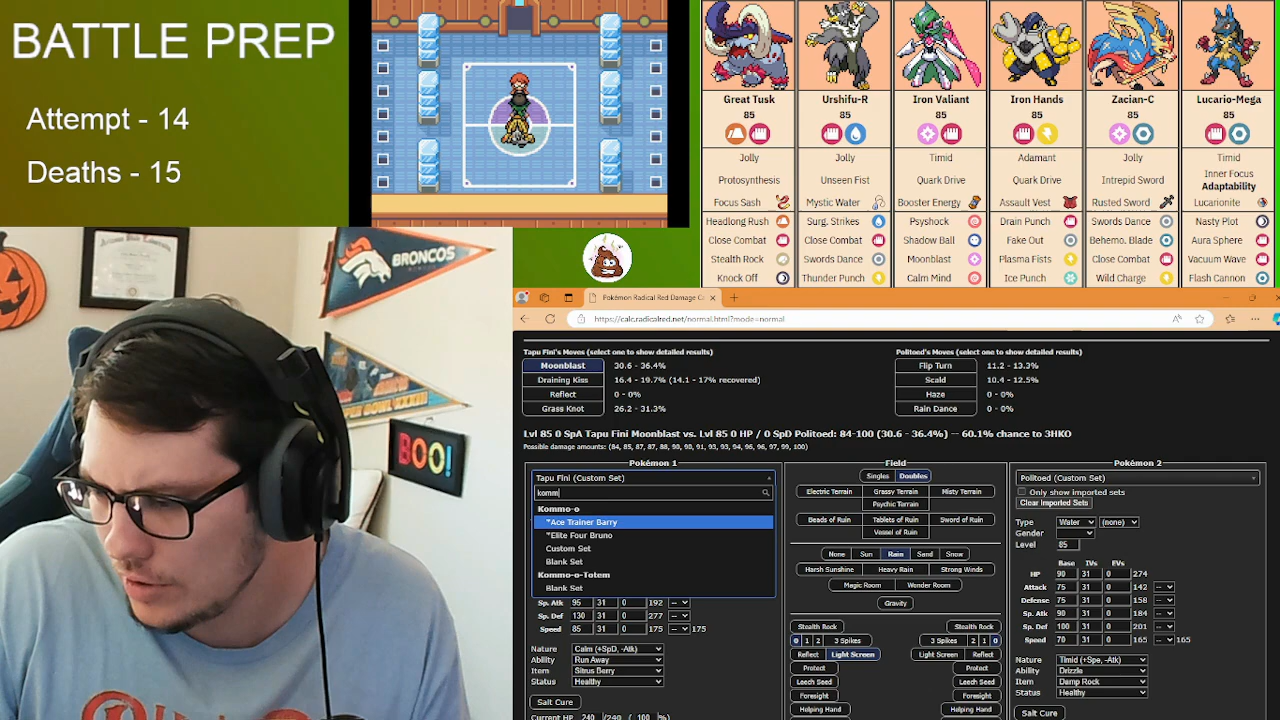 BATTLE PREP
Attempt - 14
Deaths - 15
Great Tusk
85
Jolly
Protosynthesis
Focus Sash
Headlong Rush
Close Combat
Stealth Rock
Knock Off
Urshifu-R
85
Jolly
Unseen Fist
Mystic Water
Surg. Strikes
Close Combat
Swords Dance
Thunder Punch
Iron Valiant
85
Timid
Quark Drive
Booster Energy
Psyshock
Shadow Ball
Moonblast
Calm Mind
Iron Hands
85
Adamant
Quark Drive
Assault Vest
Drain Punch
Fake Out
Plasma Fists
Ice Punch
Zacian-C
85
Jolly
Intrepid Sword
Rusted Sword
Swords Dance
Behemo. Blade
Close Combat
Wild Charge
Lucario-Mega
85
Timid
Inner Focus
Adaptability
Lucarionite
Nasty Plot
Aura Sphere
Vacuum Wave
Flash Cannon
BRONCOS
BOO!
Pokémon Radical Red Damage Ca
https://calc.radicalred.net/normal.html?mode=normal
Tapu Fini's Moves (select one to show detailed results)
Moonblast 30.6 - 36.4%
Draining Kiss 16.4 - 19.7% (14.1 - 17% recovered)
Reflect 0 - 0%
Grass Knot 26.2 - 31.3%
Politoed's Moves (select one to show detailed results)
Flip Turn 11.2 - 13.3%
Scald 10.4 - 12.5%
Haze 0 - 0%
Rain Dance 0 - 0%
Lvl 85 0 SpA Tapu Fini Moonblast vs. Lvl 85 0 HP / 0 SpD Politoed: 84-100 (30.6 - 36.4%) -- 60.1% chance to 3HKO
Possible damage amounts: (84, 85, 87, 87, 88, 90, 90, 91, 93, 93, 94, 95, 96, 97, 99, 100)
Pokémon 1
Tapu Fini (Custom Set)
komm
Kommo-o
*Ace Trainer Barry
*Elite Four Bruno
Custom Set
Blank Set
Kommo-o-Totem
Blank Set
Sp. Atk 95 31 0 192 --
Sp. Def 130 31 0 277 --
Speed 85 31 0 175 -- 175
Nature Calm (+SpD, -Atk)
Ability Run Away
Item Sitrus Berry
Status Healthy
Salt Cure
Current HP 240 /240 ( 100 %)
Field
Singles Doubles
Electric Terrain Grassy Terrain Misty Terrain
Psychic Terrain
Beads of Ruin Tablets of Ruin Sword of Ruin
Vessel of Ruin
None Sun Rain Sand Snow
Harsh Sunshine Heavy Rain Strong Winds
Magic Room Wonder Room
Gravity
Stealth Rock Stealth Rock
0 1 2 3 Spikes 3 Spikes 2 1 0
Reflect Light Screen Light Screen Reflect
Protect Protect
Leech Seed Leech Seed
Foresight Foresight
Helping Hand Helping Hand
Pokémon 2
Politoed (Custom Set)
Only show imported sets
Clear Imported Sets
Type Water (none)
Gender
Level 85
Base IVs EVs
HP 90 31 0 274
Attack 75 31 0 142 --
Defense 75 31 0 158 --
Sp. Atk 90 31 0 184 --
Sp. Def 100 31 0 201 --
Speed 70 31 0 165 -- 165
Nature Timid (+Spe, -Atk)
Ability Drizzle
Item Damp Rock
Status Healthy
Salt Cure